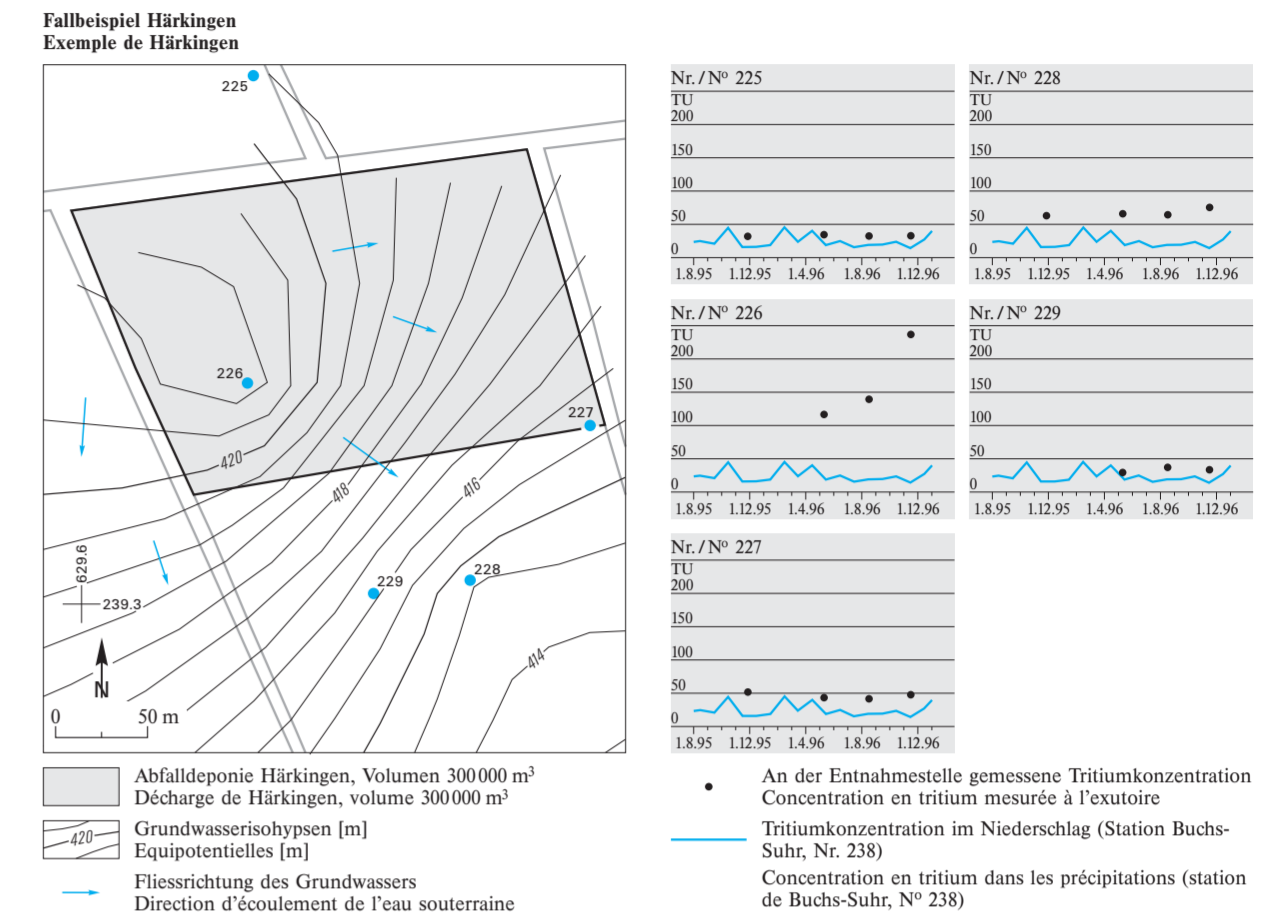 Fallbeispiel Härkingen
Exemple de Härkingen
225
226
227
420
418
416
229
228
629.6
239.3
414
N
0 50 m
Nr. / Nº 225
TU
200
150
100
50
0
1.8.95 1.12.95 1.4.96 1.8.96 1.12.96
Nr. / Nº 228
TU
200
150
100
50
0
1.8.95 1.12.95 1.4.96 1.8.96 1.12.96
Nr. / Nº 226
TU
200
150
100
50
0
1.8.95 1.12.95 1.4.96 1.8.96 1.12.96
Nr. / Nº 229
TU
200
150
100
50
0
1.8.95 1.12.95 1.4.96 1.8.96 1.12.96
Nr. / Nº 227
TU
200
150
100
50
0
1.8.95 1.12.95 1.4.96 1.8.96 1.12.96
Abfalldeponie Härkingen, Volumen 300 000 m³
Décharge de Härkingen, volume 300 000 m³
420
Grundwasserisohypsen [m]
Equipotentielles [m]
Fliessrichtung des Grundwassers
Direction d'écoulement de l'eau souterraine
An der Entnahmestelle gemessene Tritiumkonzentration
Concentration en tritium mesurée à l'exutoire
Tritiumkonzentration im Niederschlag (Station Buchs-
Suhr, Nr. 238)
Concentration en tritium dans les précipitations (station
de Buchs-Suhr, Nº 238)